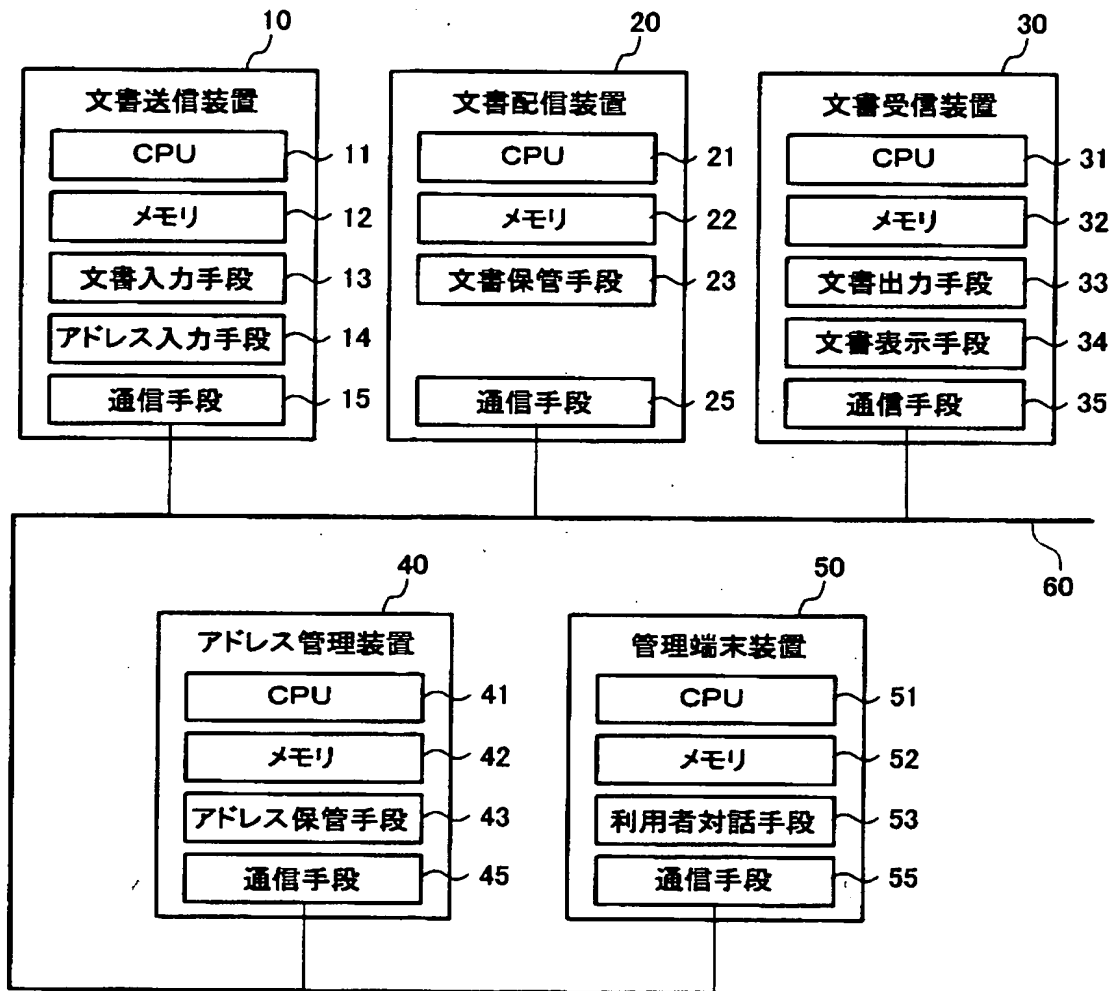 10
文書送信装置
CPU 11
メモリ 12
文書入力手段 13
アドレス入力手段 14
通信手段 15
20
文書配信装置
CPU 21
メモリ 22
文書保管手段 23
通信手段 25
30
文書受信装置
CPU 31
メモリ 32
文書出力手段 33
文書表示手段 34
通信手段 35
60
40
アドレス管理装置
CPU 41
メモリ 42
アドレス保管手段 43
通信手段 45
50
管理端末装置
CPU 51
メモリ 52
利用者対話手段 53
通信手段 55